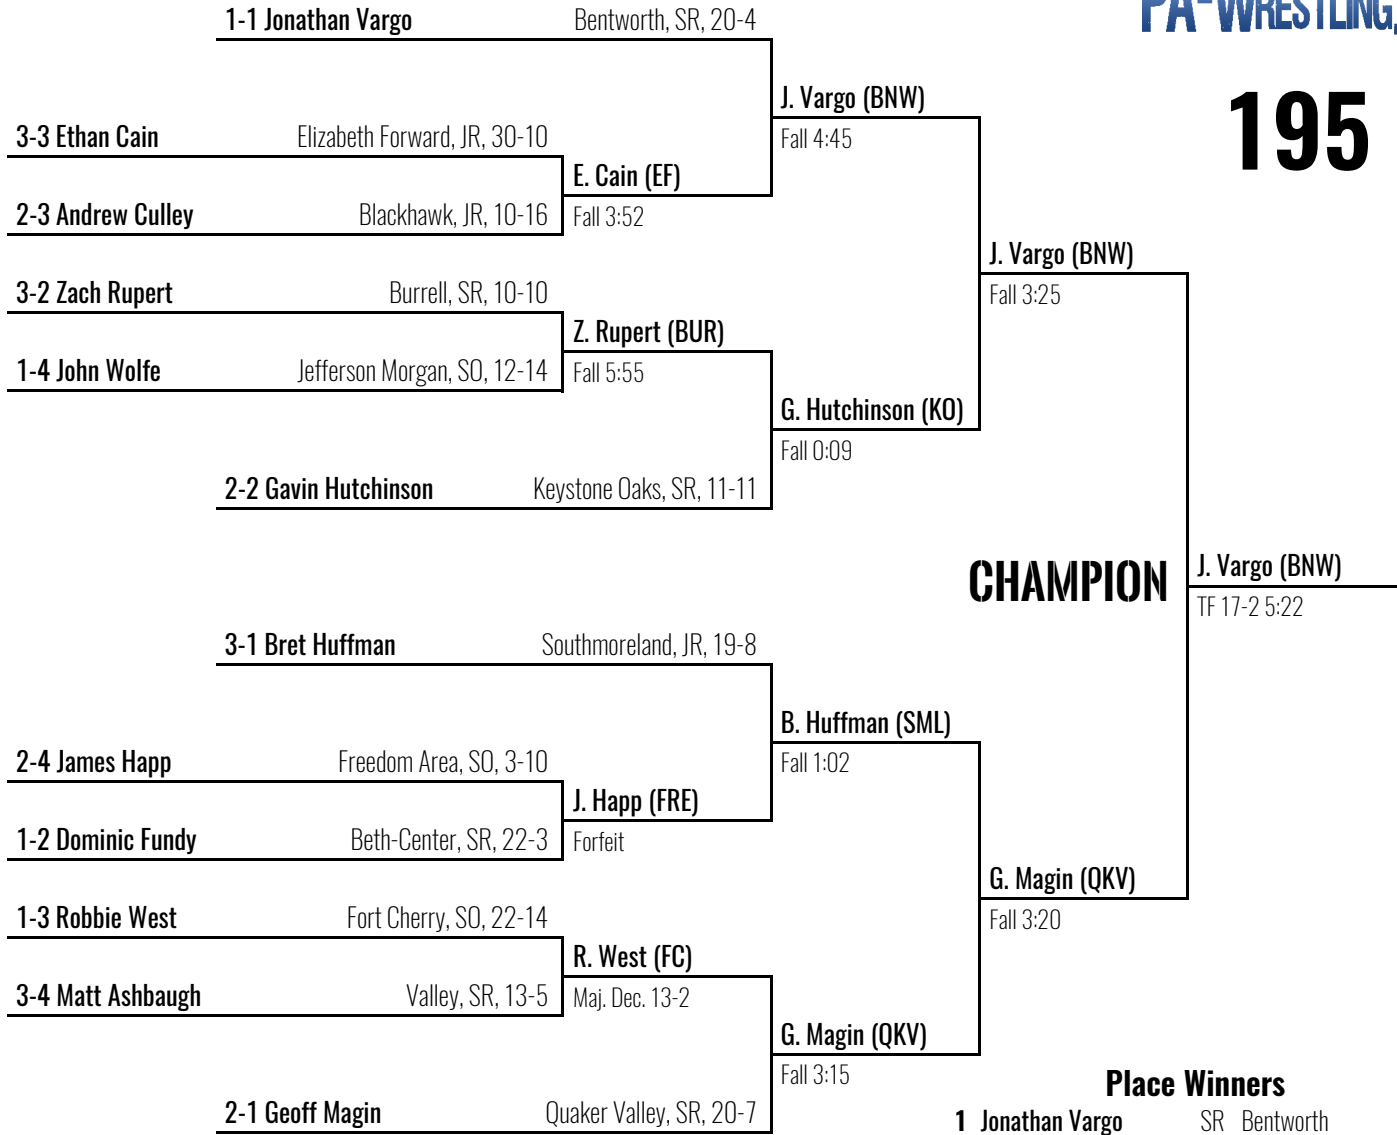 1-1 Jonathan Vargo Bentworth, SR, 20-4
PA-WRESTLING,
J. Vargo (BNW)
195
3-3 Ethan Cain Elizabeth Forward, JR, 30-10
Fall 4:45
E. Cain (EF)
2-3 Andrew Culley Blackhawk, JR, 10-16
Fall 3:52
J. Vargo (BNW)
3-2 Zach Rupert Burrell, SR, 10-10
Fall 3:25
Z. Rupert (BUR)
1-4 John Wolfe Jefferson Morgan, SO, 12-14
Fall 5:55
G. Hutchinson (KO)
Fall 0:09
2-2 Gavin Hutchinson Keystone Oaks, SR, 11-11
CHAMPION
J. Vargo (BNW)
TF 17-2 5:22
3-1 Bret Huffman Southmoreland, JR, 19-8
B. Huffman (SML)
2-4 James Happ Freedom Area, SO, 3-10
Fall 1:02
J. Happ (FRE)
1-2 Dominic Fundy Beth-Center, SR, 22-3
Forfeit
G. Magin (QKV)
1-3 Robbie West Fort Cherry, SO, 22-14
Fall 3:20
R. West (FC)
3-4 Matt Ashbaugh Valley, SR, 13-5
Maj. Dec. 13-2
G. Magin (QKV)
Fall 3:15
Place Winners
2-1 Geoff Magin Quaker Valley, SR, 20-7
1 Jonathan Vargo SR Bentworth